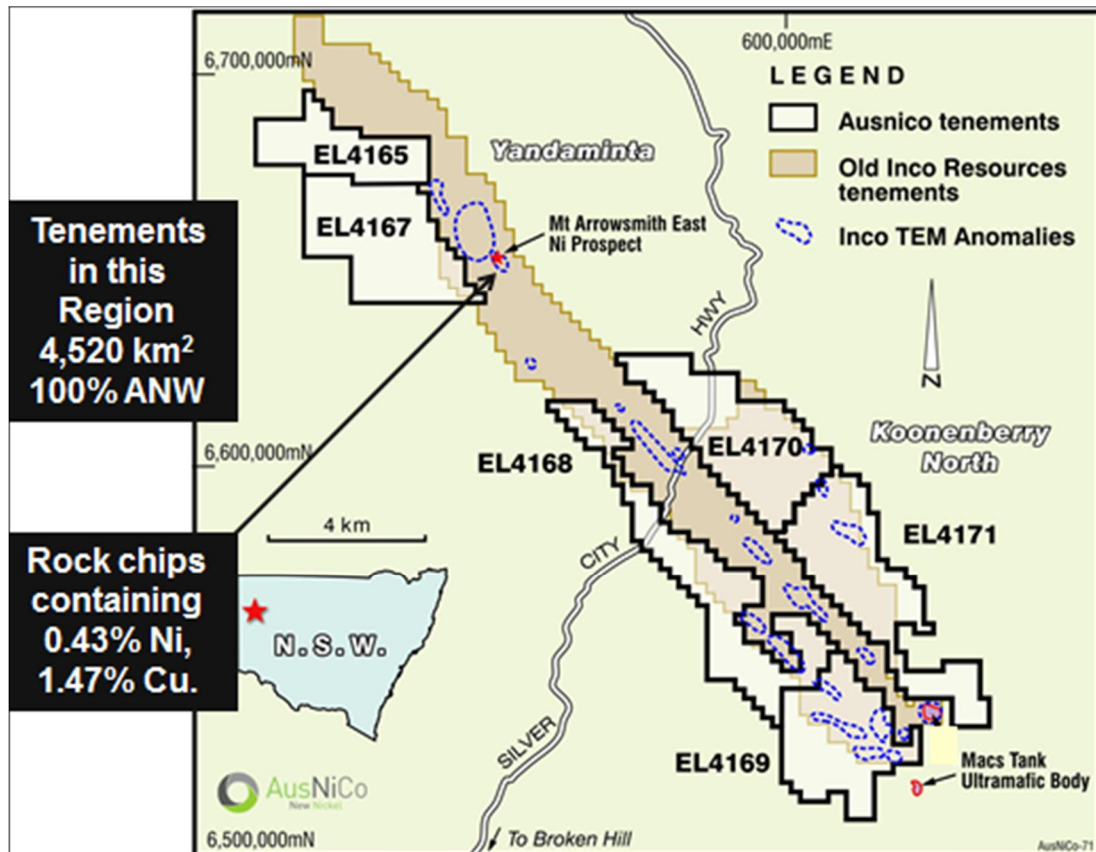 6,700,000mN
600,000mE
LEGEND
Ausnico tenements
Old Inco Resources
tenements
Inco TEM Anomalies
Yandaminta
EL4165
EL4167
Mt Arrowsmith East
Ni Prospect
Tenements
in this
Region
4,520 km²
100% ANW
HWY
N
6,600,000mN
EL4168
EL4170
Koonenberry
North
EL4171
4 km
CITY
Rock chips
containing
0.43% Ni,
1.47% Cu.
N.S.W.
SILVER
EL4169
Macs Tank
Ultramafic Body
AusNiCo
New Nickel
6,500,000mN
To Broken Hill
AusNiCo-71